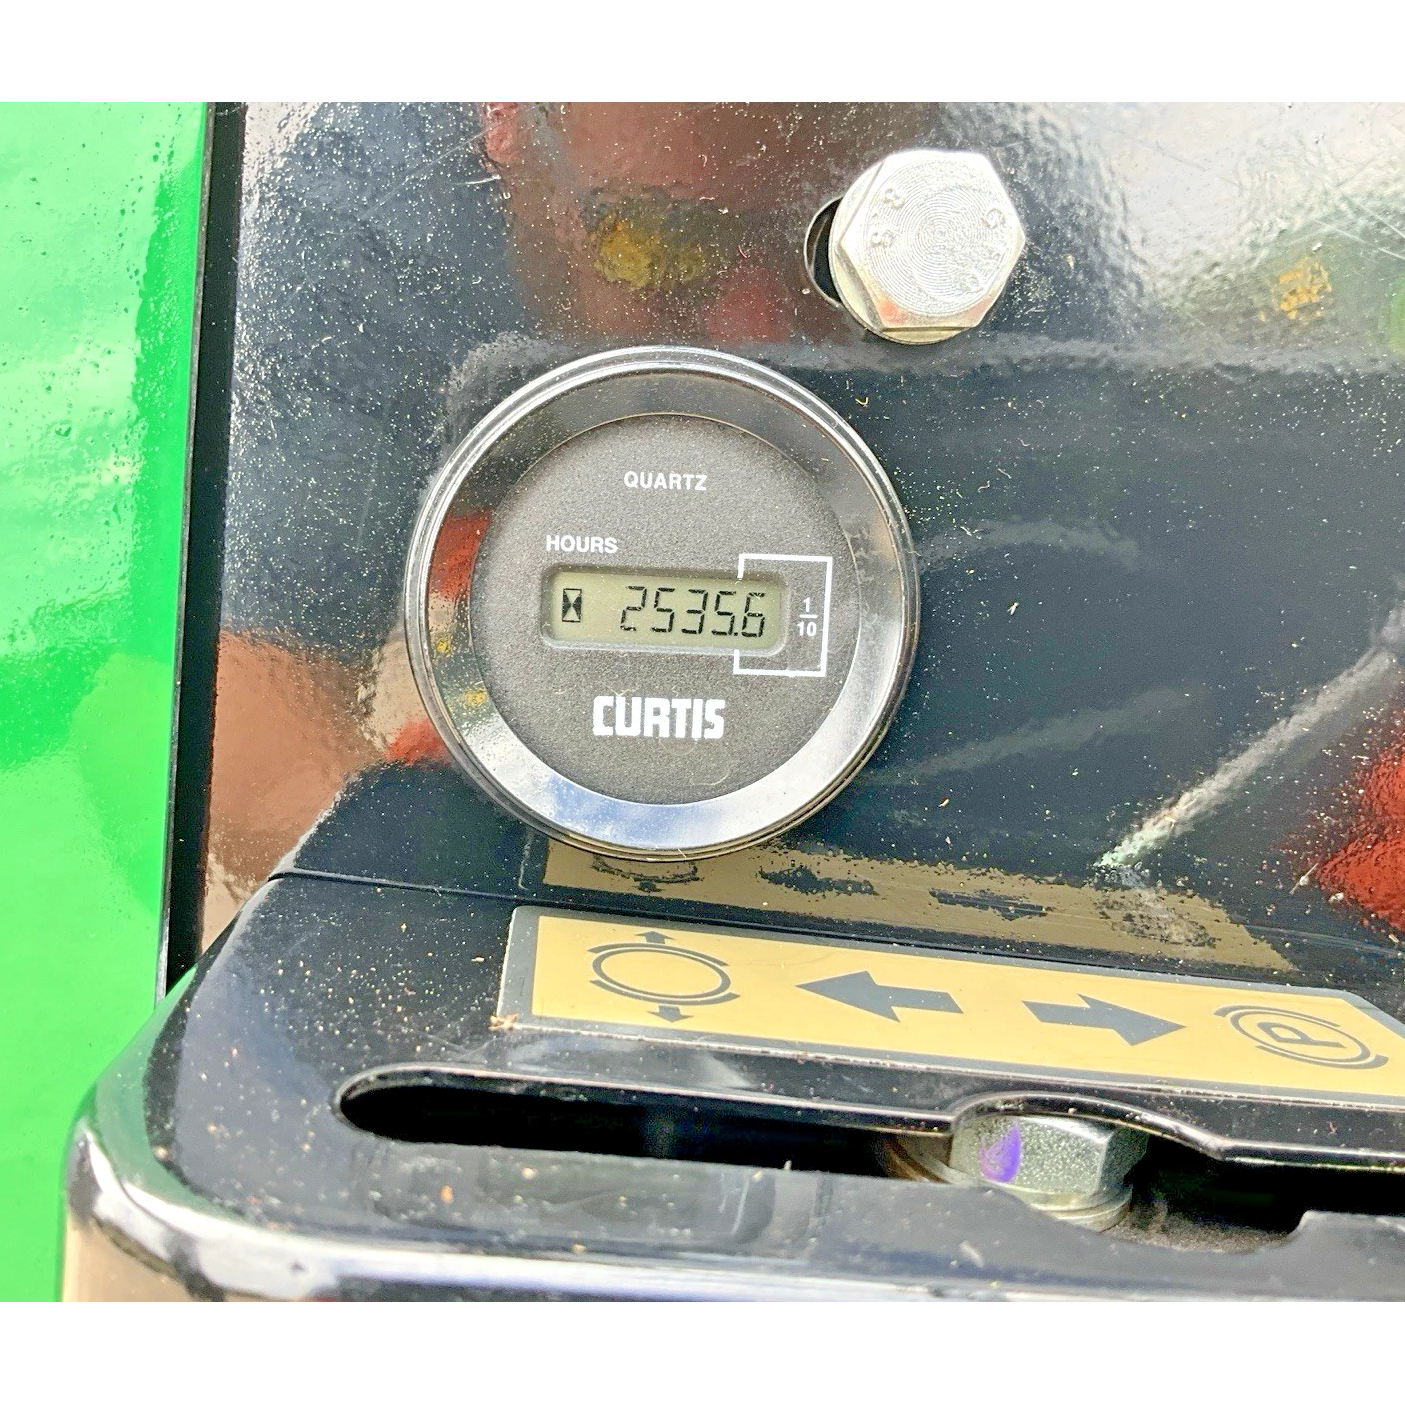 QUARTZ
HOURS
2535.6
1
10
CURTIS
P